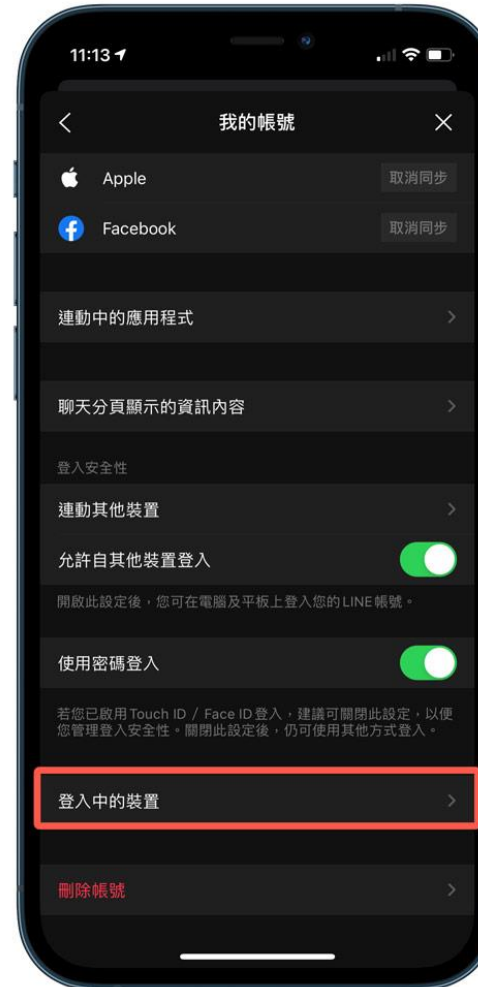 11:13
我的帳號
Apple 取消同步
Facebook 取消同步
連動中的應用程式
聊天分頁顯示的資訊內容
登入安全性
連動其他裝置
允許自其他裝置登入
開啟此設定後，您可在電腦及平板上登入您的LINE帳號。
使用密碼登入
若您已啟用Touch ID / Face ID登入，建議可關閉此設定，以便
您管理登入安全性。關閉此設定後，仍可使用其他方式登入。
登入中的裝置
刪除帳號